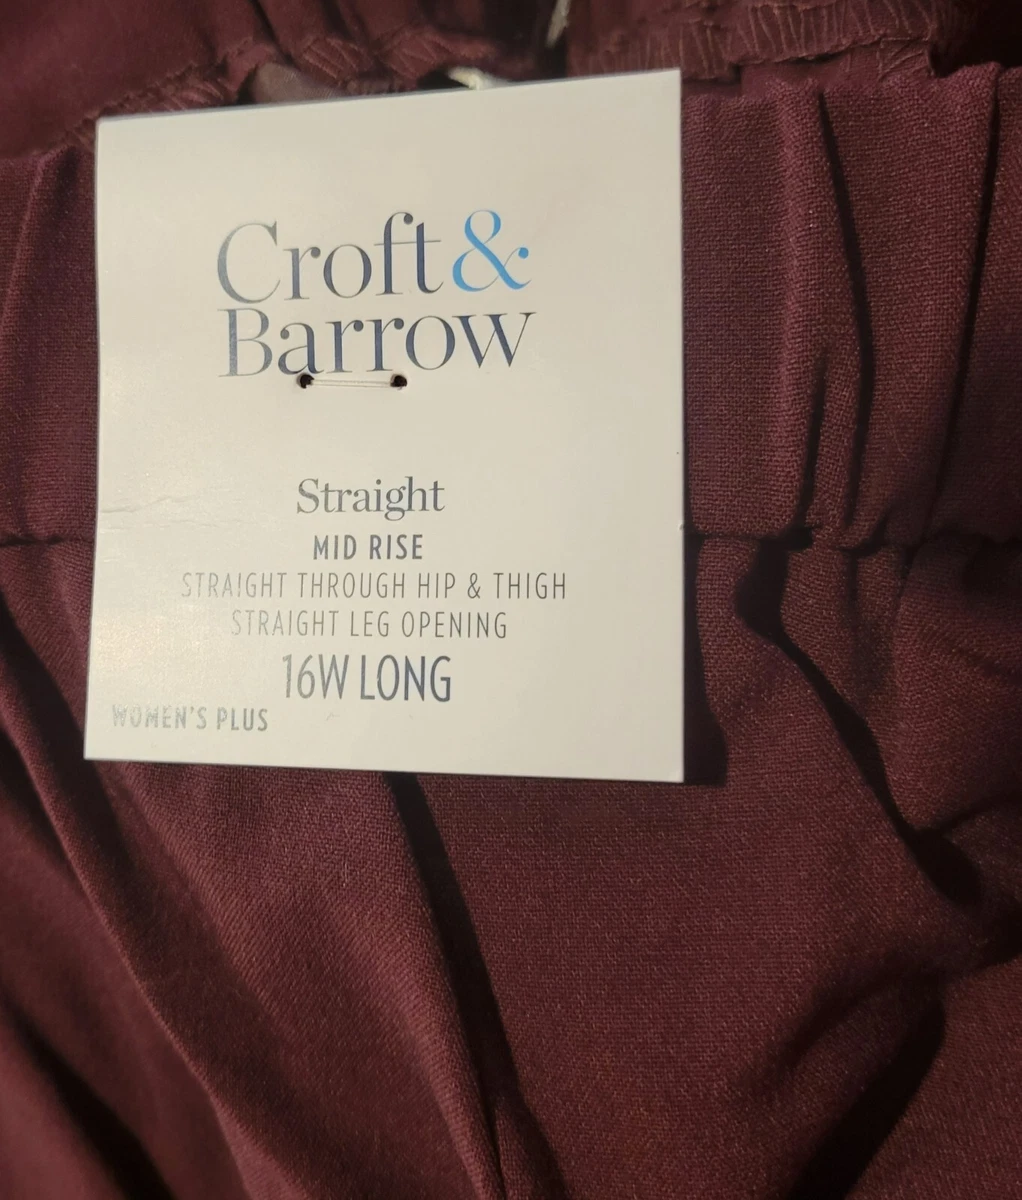 Croft &
Barrow
Straight
MID RISE
STRAIGHT THROUGH HIP & THIGH
STRAIGHT LEG OPENING
16W LONG
WOMEN'S PLUS